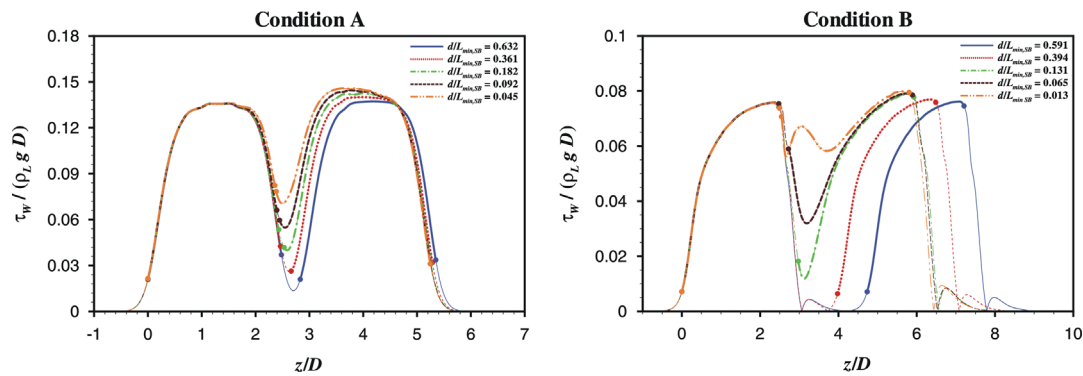 Condition A
0.18
0.15
0.12
0.09
0.06
0.03
0
τW / (ρL g D)
-1
0
1
2
3
4
5
6
7
z/D
d/Lmin,SB = 0.632
d/Lmin,SB = 0.361
d/Lmin,SB = 0.182
d/Lmin,SB = 0.092
d/Lmin,SB = 0.045
Condition B
0.1
0.08
0.06
0.04
0.02
0
τW / (ρL g D)
0
2
4
6
8
10
z/D
d/Lmin,SB = 0.591
d/Lmin,SB = 0.394
d/Lmin,SB = 0.131
d/Lmin,SB = 0.065
d/Lmin,SB = 0.013